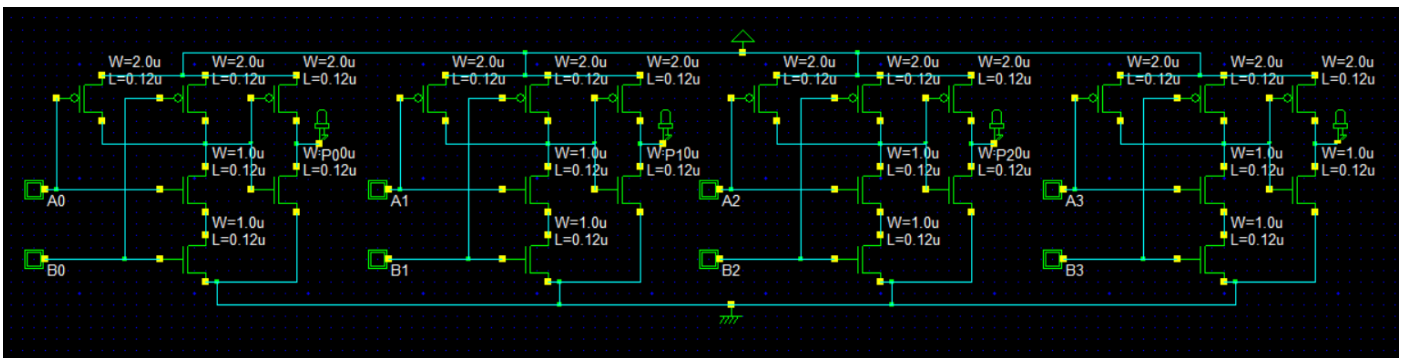 W=2.0u W=2.0u W=2.0u W=2.0u W=2.0u W=2.0u W=2.0u W=2.0u W=2.0u W=2.0u W=2.0u W=2.0u
L=0.12u L=0.12u L=0.12u L=0.12u L=0.12u L=0.12u L=0.12u L=0.12u L=0.12u L=0.12u L=0.12u L=0.12u
W=1.0u P0 W=1.0u P1 W=1.0u P2 W=1.0u W=1.0u
L=0.12u L=0.12u L=0.12u L=0.12u L=0.12u L=0.12u L=0.12u L=0.12u
A0 A1 A2 A3
W=1.0u W=1.0u W=1.0u W=1.0u
L=0.12u L=0.12u L=0.12u L=0.12u
B0 B1 B2 B3